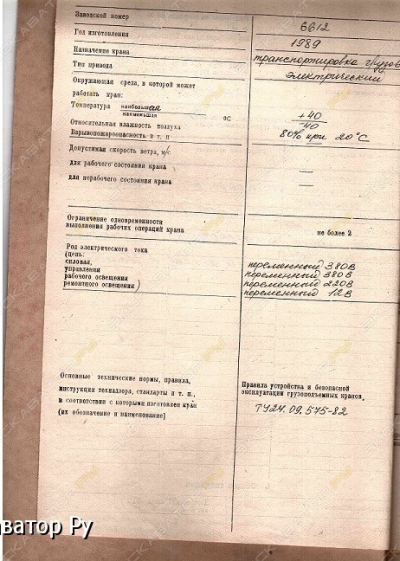 Заводской номер 6612
Год изготовления 1989
Назначение крана транспортировка грузов
Тип привода электрический
Окружающая среда, в которой может
работать кран:
Температура наибольшая +40
наименьшая °С -40
Относительная влажность воздуха 80% при 20°С
Взрывопожароопасность и т. п.
Допустимая скорость ветра, м/с
для рабочего состояния крана —
для нерабочего состояния крана —
Ограничение одновременности
выполнения рабочих операций крана не более 2
Род электрического тока
(цепь:
силовая, переменный 380В
управления переменный 380В
рабочего освещения переменный 220В
ремонтного освещения) переменный 12В
Основные технические нормы, правила, Правила устройства и безопасной
инструкции технадзора, стандарты и т. п., эксплуатации грузоподъемных кранов,
в соответствии с которыми изготовлен кран
(их обозначение и наименование) ТУ24.09.575-82
аватор Ру